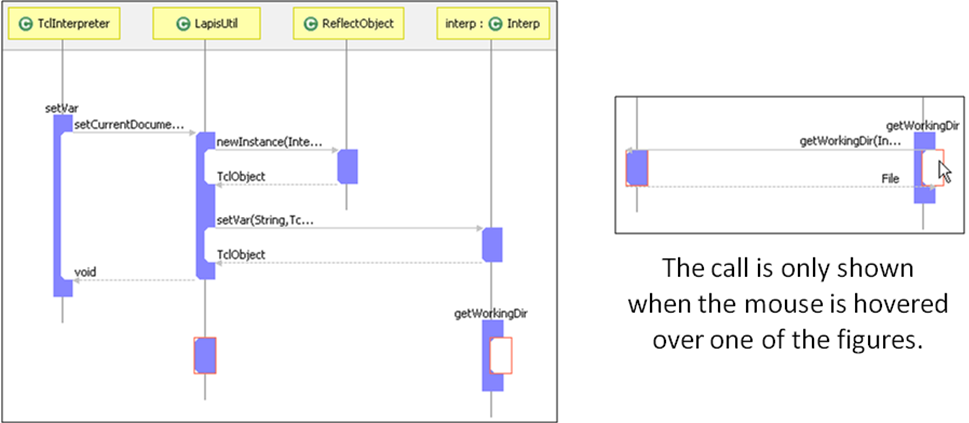 TclInterpreter
LapisUtil
ReflectObject
interp : Interp
setVar
setCurrentDocume...
newInstance(Inte...
TclObject
setVar(String,Tc...
TclObject
void
getWorkingDir
getWorkingDir
getWorkingDir(In...
File
The call is only shown
when the mouse is hovered
over one of the figures.